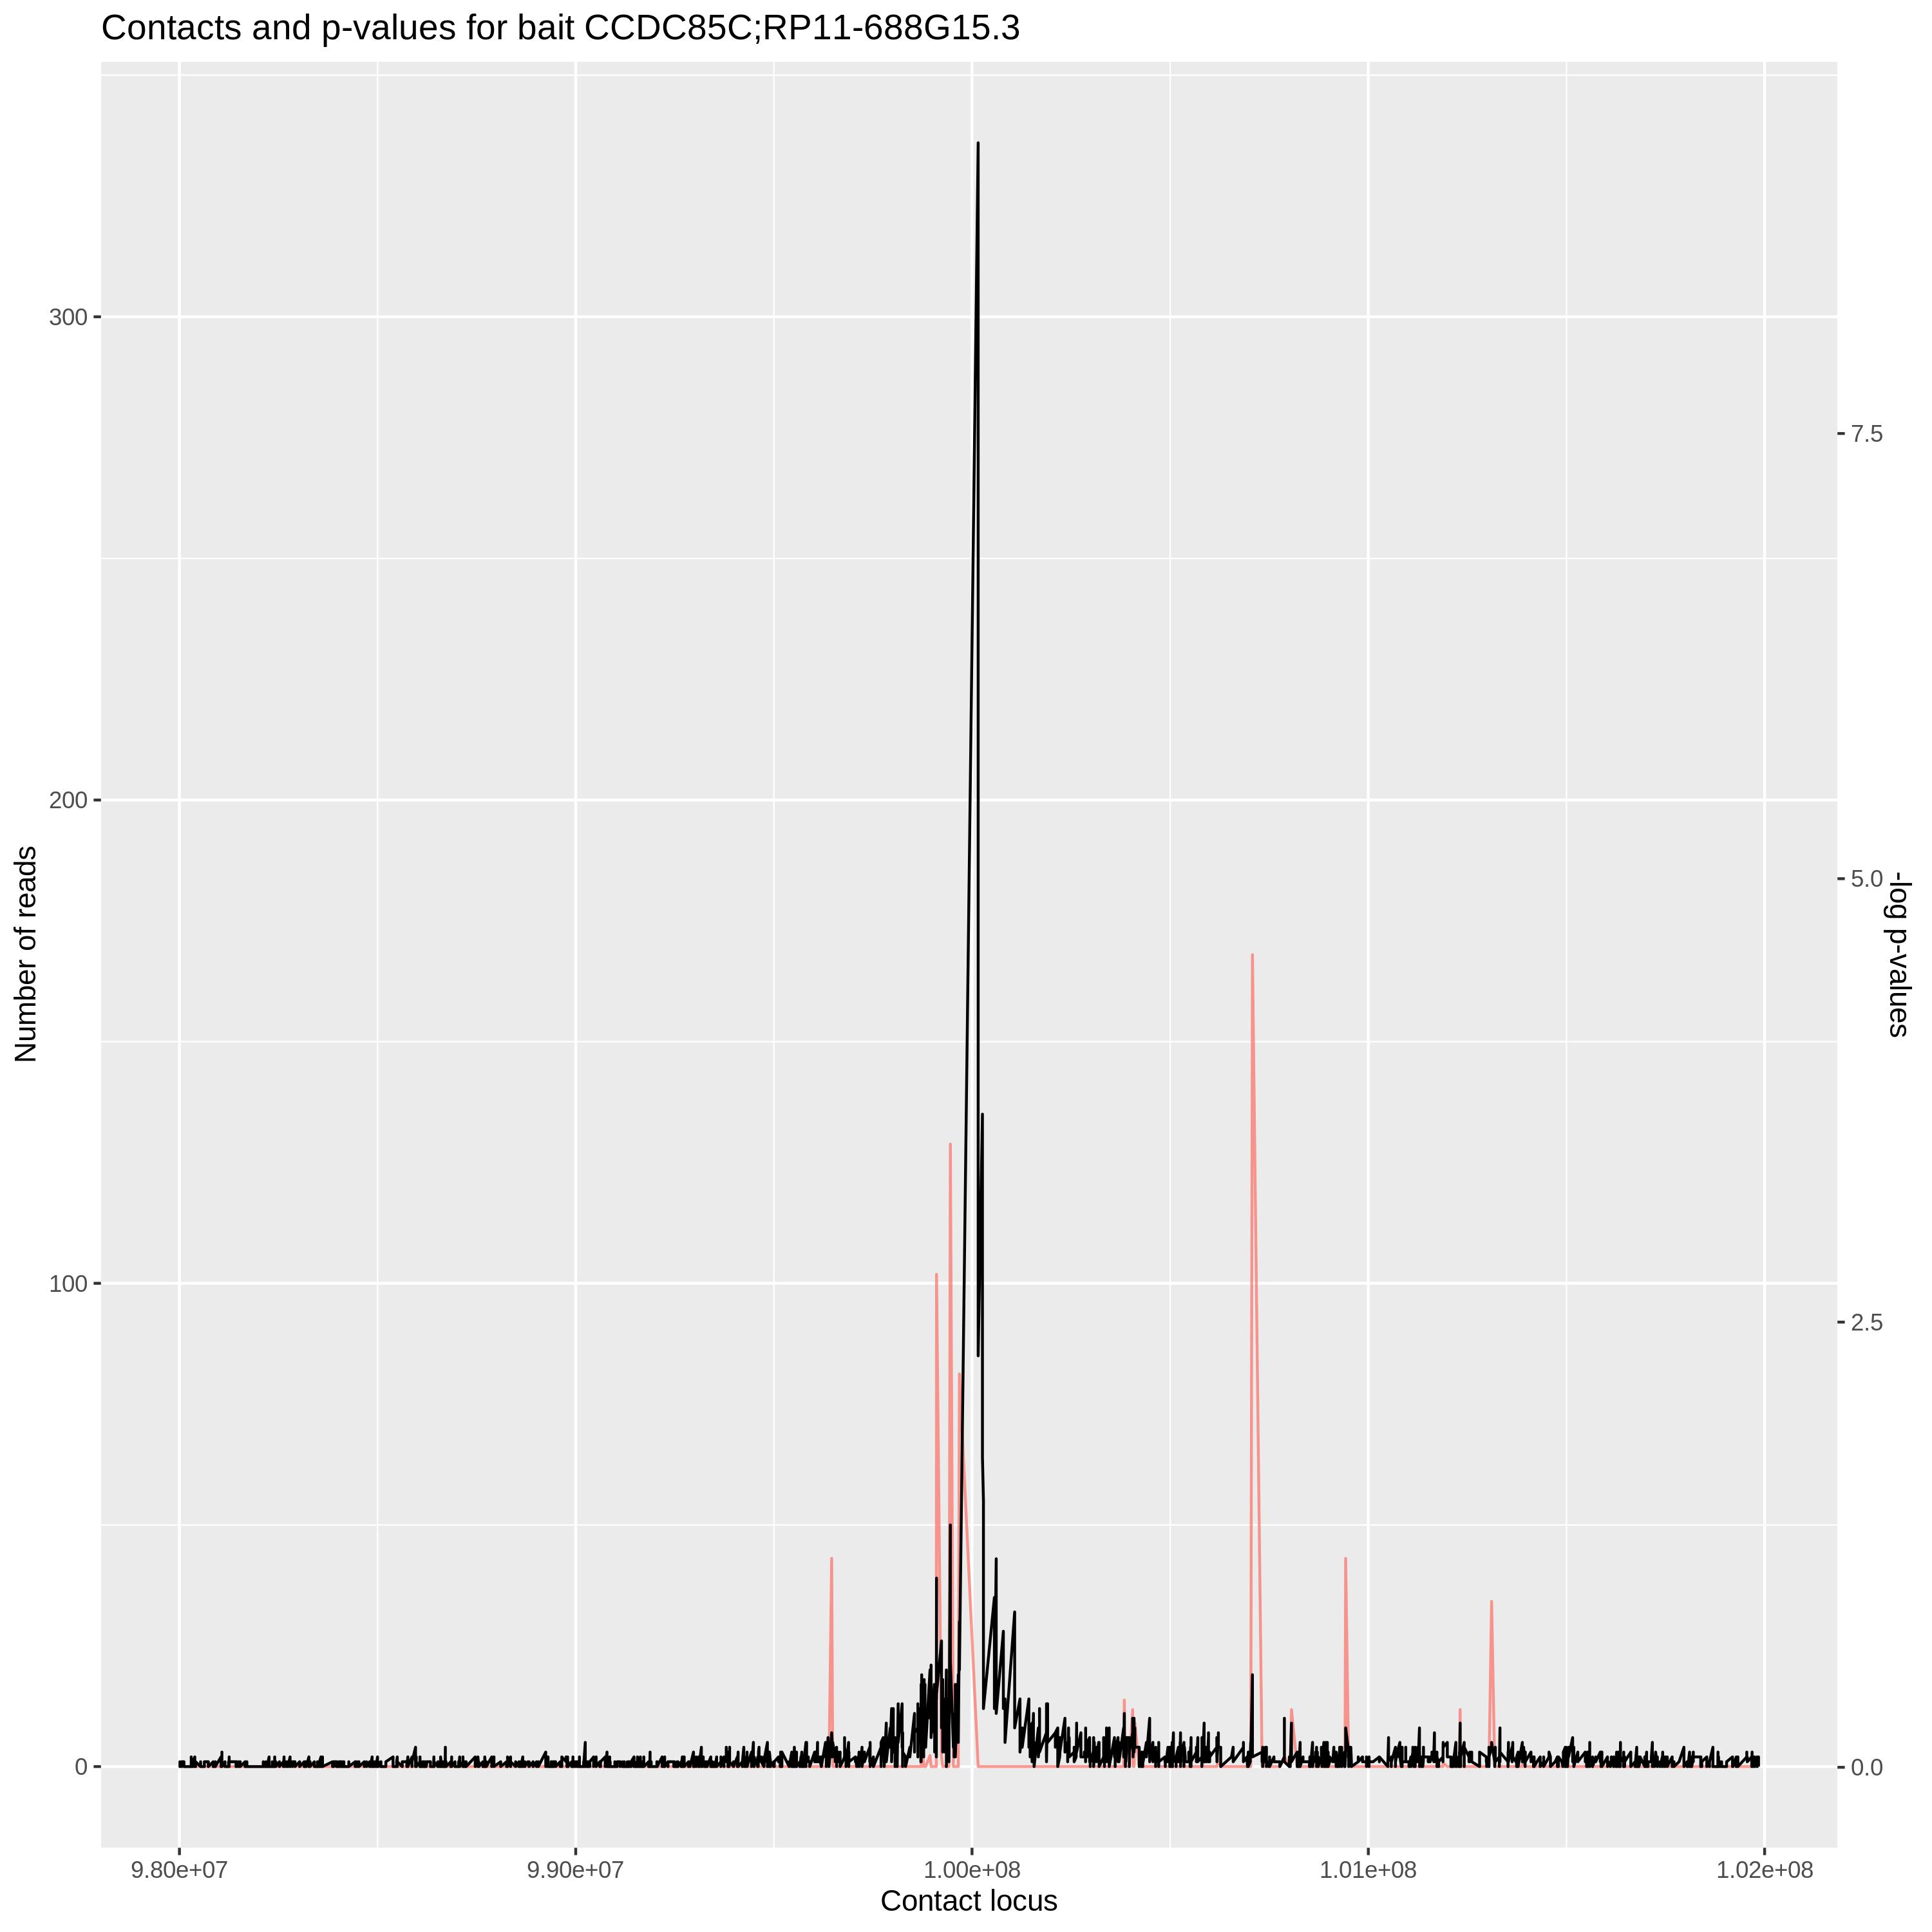 Contacts and p-values for bait CCDC85C;RP11-688G15.3
300
200
100
0
Number of reads
7.5
5.0
2.5
0.0
-log p-values
9.80e+07
9.90e+07
1.00e+08
1.01e+08
1.02e+08
Contact locus